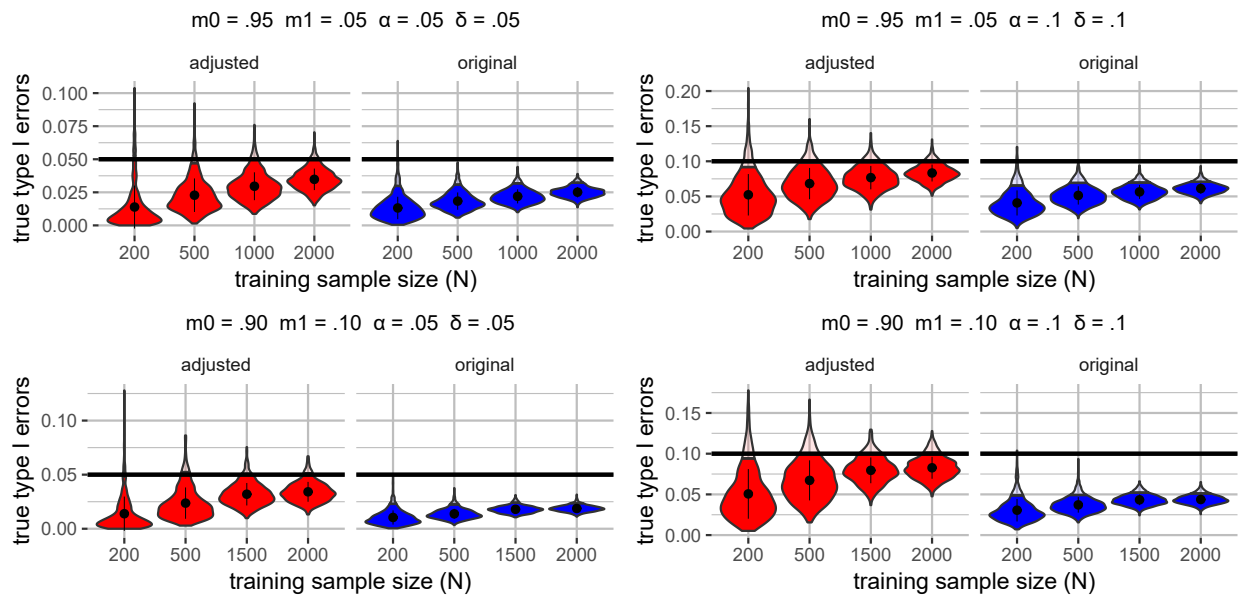 m0 = .95 m1 = .05 α = .05 δ = .05
adjusted
original
true type I errors
0.100
0.075
0.050
0.025
0.000
200 500 1000 2000
200 500 1000 2000
training sample size (N)
m0 = .95 m1 = .05 α = .1 δ = .1
adjusted
original
true type I errors
0.20
0.15
0.10
0.05
0.00
200 500 1000 2000
200 500 1000 2000
training sample size (N)
m0 = .90 m1 = .10 α = .05 δ = .05
adjusted
original
true type I errors
0.10
0.05
0.00
200 500 1500 2000
200 500 1500 2000
training sample size (N)
m0 = .90 m1 = .10 α = .1 δ = .1
adjusted
original
true type I errors
0.15
0.10
0.05
0.00
200 500 1500 2000
200 500 1500 2000
training sample size (N)